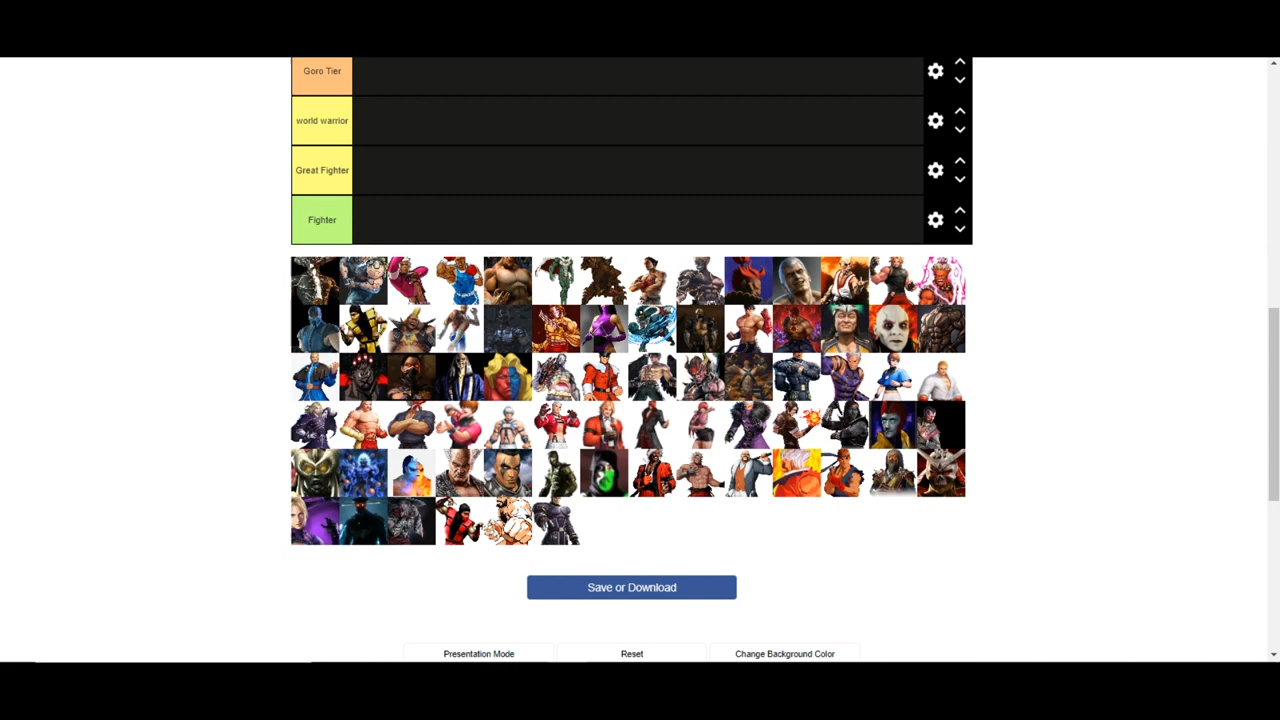 Goro Tier
world warrior
Great Fighter
Fighter
Save or Download
Presentation Mode
Reset
Change Background Color